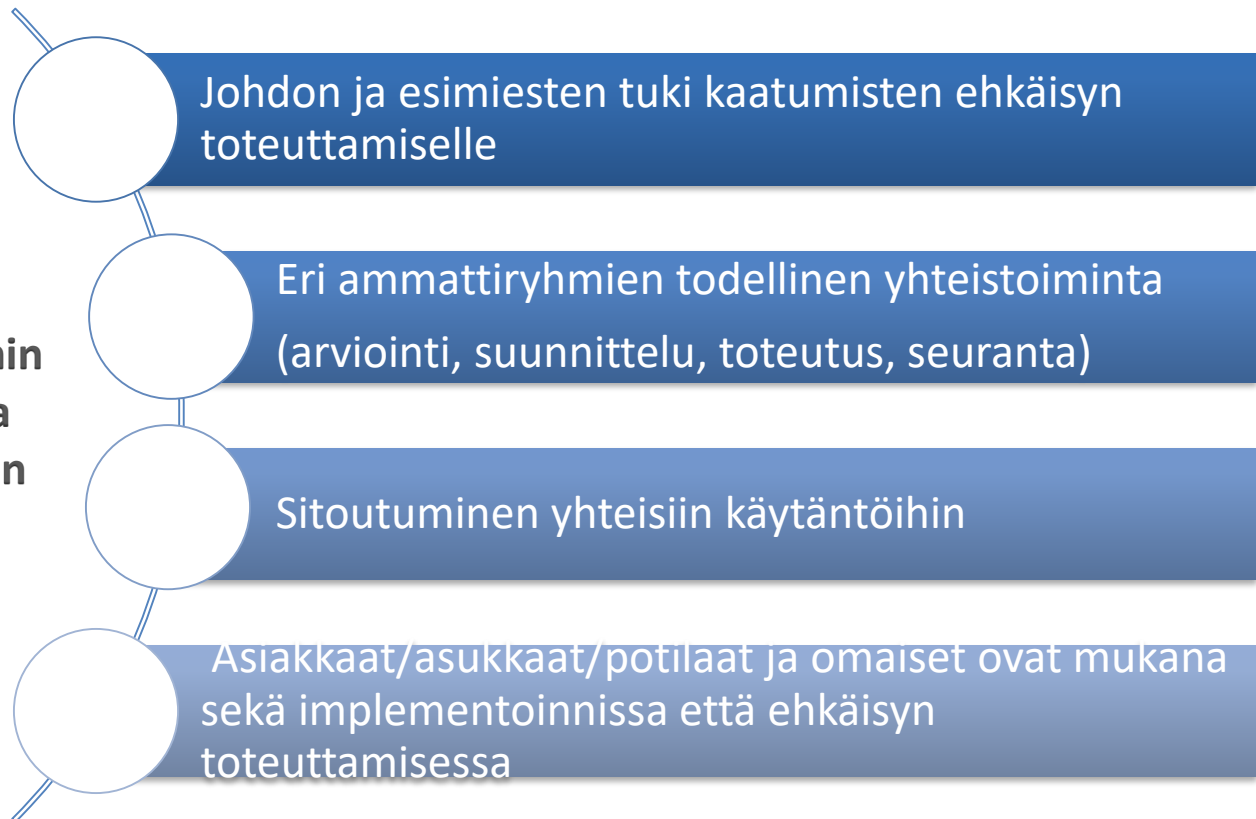 Johdon ja esimiesten tuki kaatumisten ehkäisyn
toteuttamiselle
Eri ammattiryhmien todellinen yhteistoiminta
(arviointi, suunnittelu, toteutus, seuranta)
Sitoutuminen yhteisiin käytäntöihin
Asiakkaat/asukkaat/potilaat ja omaiset ovat mukana
sekä implementoinnissa että ehkäisyn
toteuttamisessa